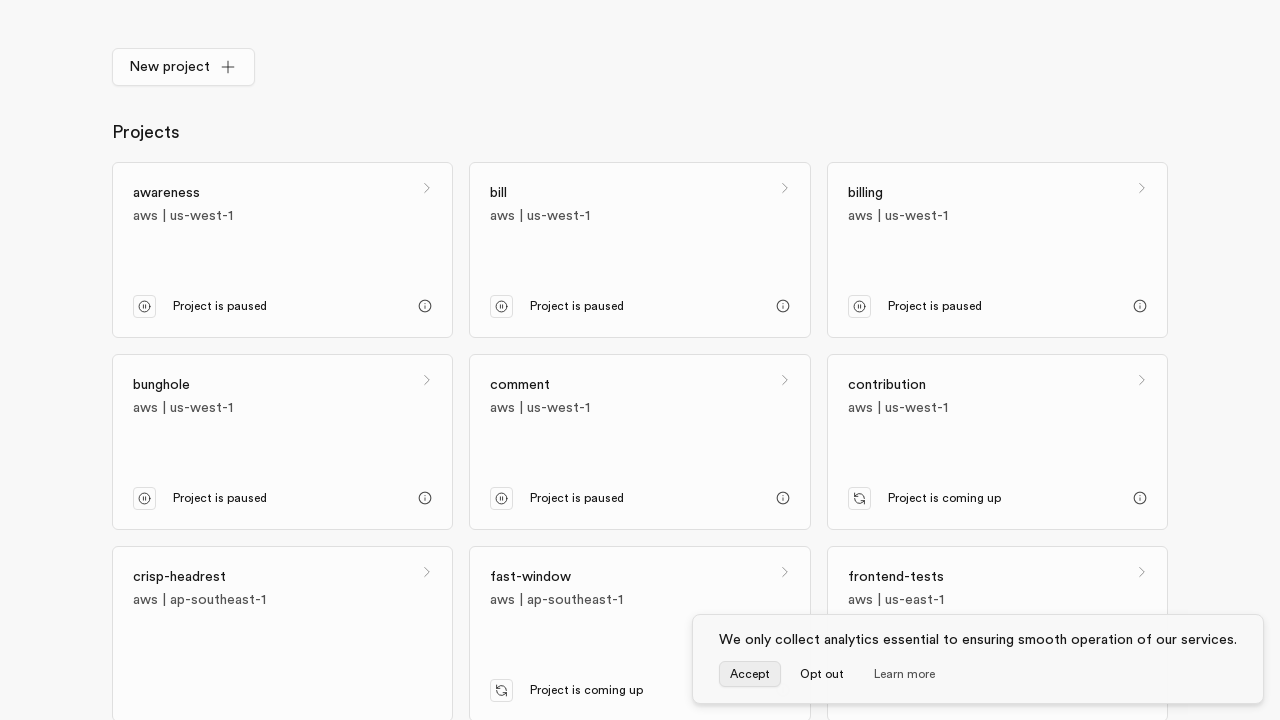 New project
Projects
awareness
aws | us-west-1
Project is paused
bill
aws | us-west-1
Project is paused
billing
aws | us-west-1
Project is paused
bunghole
aws | us-west-1
Project is paused
comment
aws | us-west-1
Project is paused
contribution
aws | us-west-1
Project is coming up
crisp-headrest
aws | ap-southeast-1
fast-window
aws | ap-southeast-1
Project is coming up
frontend-tests
aws | us-east-1
We only collect analytics essential to ensuring smooth operation of our services.
Accept
Opt out
Learn more